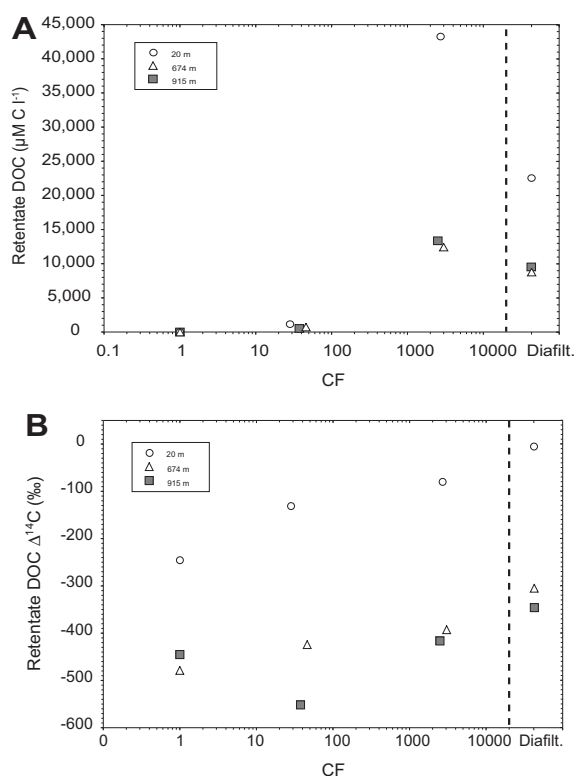 A
45,000
40,000
35,000
30,000
25,000
20,000
15,000
10,000
5,000
0
Retentate DOC (µM C l⁻¹)
20 m
674 m
915 m
0.1 1 10 100 1000 10000 Diafilt.
CF
B
0
-100
-200
-300
-400
-500
-600
Retentate DOC Δ¹⁴C (‰)
20 m
674 m
915 m
0 1 10 100 1000 10000 Diafilt.
CF